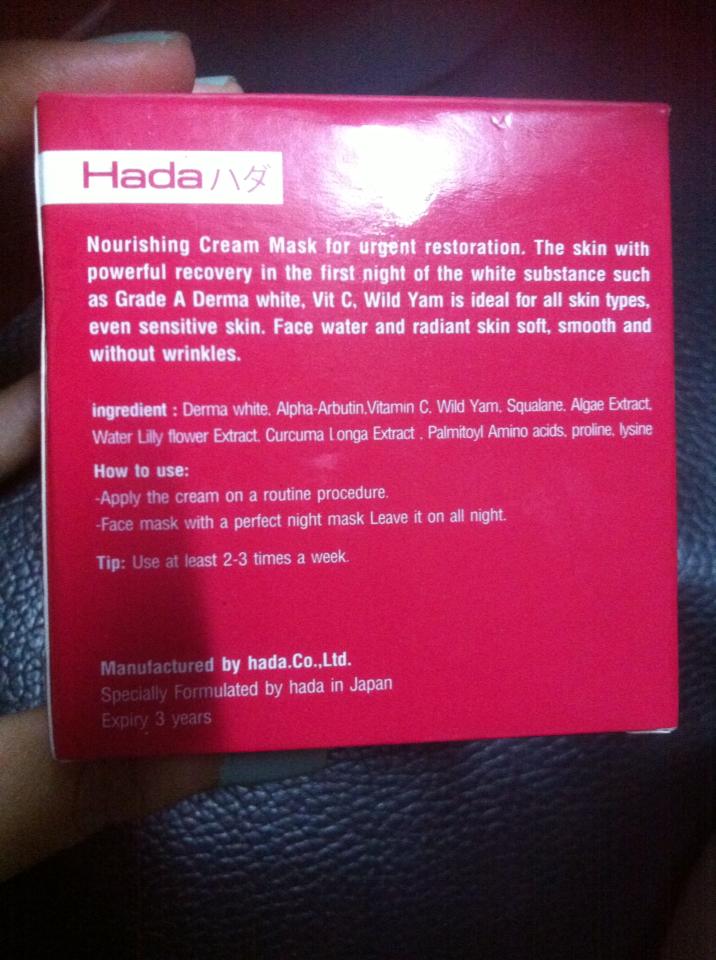 Hada ハダ
Nourishing Cream Mask for urgent restoration. The skin with
powerful recovery in the first night of the white substance such
as Grade A Derma white, Vit C, Wild Yam is ideal for all skin types,
even sensitive skin. Face water and radiant skin soft, smooth and
without wrinkles.
ingredient : Derma white, Alpha-Arbutin,Vitamin C, Wild Yam, Squalane, Algae Extract,
Water Lilly flower Extract, Curcuma Longa Extract , Palmitoyl Amino acids, proline, lysine
How to use:
-Apply the cream on a routine procedure.
-Face mask with a perfect night mask Leave it on all night.
Tip: Use at least 2-3 times a week.
Manufactured by hada.Co.,Ltd.
Specially Formulated by hada in Japan
Expiry 3 years